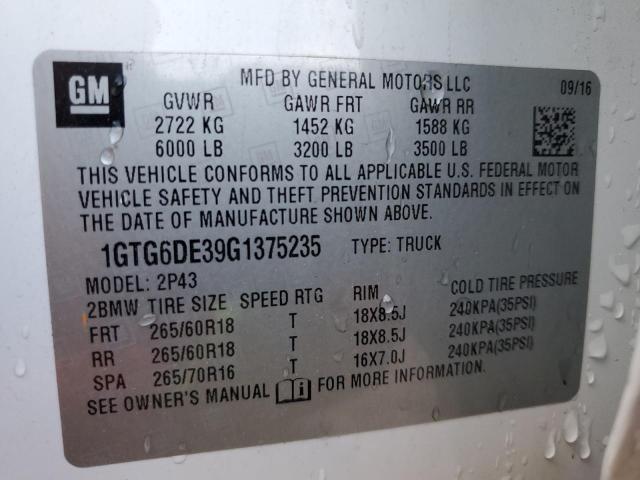 GM
MFD BY GENERAL MOTORS LLC
09/16
GVWR GAWR FRT GAWR RR
2722 KG 1452 KG 1588 KG
6000 LB 3200 LB 3500 LB
THIS VEHICLE CONFORMS TO ALL APPLICABLE U.S. FEDERAL MOTOR
VEHICLE SAFETY AND THEFT PREVENTION STANDARDS IN EFFECT ON
THE DATE OF MANUFACTURE SHOWN ABOVE.
1GTG6DE39G1375235 TYPE: TRUCK
MODEL: 2P43
2BMW TIRE SIZE SPEED RTG RIM COLD TIRE PRESSURE
FRT 265/60R18 T 18X8.5J 240KPA(35PSI)
RR 265/60R18 T 18X8.5J 240KPA(35PSI)
SPA 265/70R16 T 16X7.0J 240KPA(35PSI)
SEE OWNER'S MANUAL FOR MORE INFORMATION.